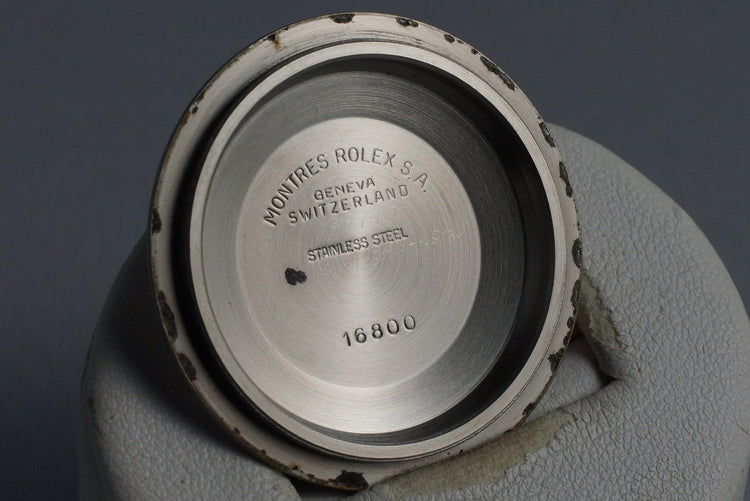 MONTRES ROLEX S.A.
GENEVA
SWITZERLAND
STAINLESS STEEL
16800